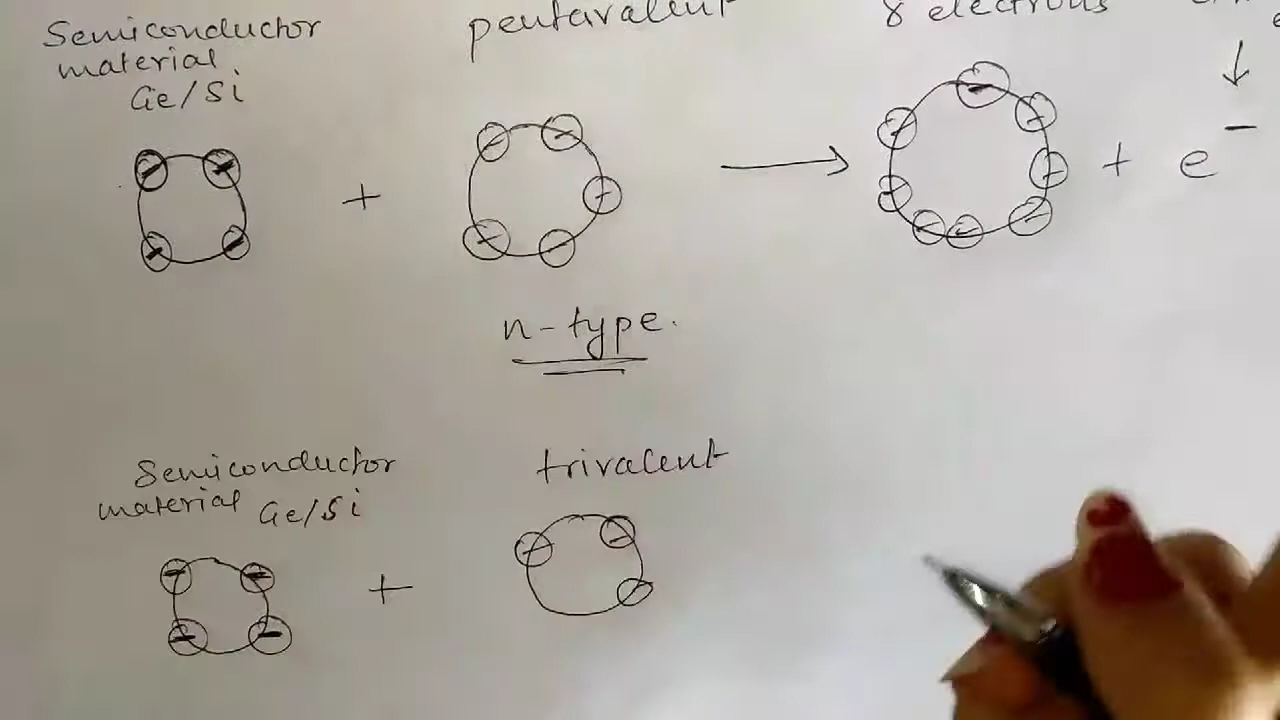 Semiconductor
material
Ge/Si
pentavalent
8 electrons
+
+ e⁻
n-type.
Semiconductor
material Ge/Si
trivalent
+